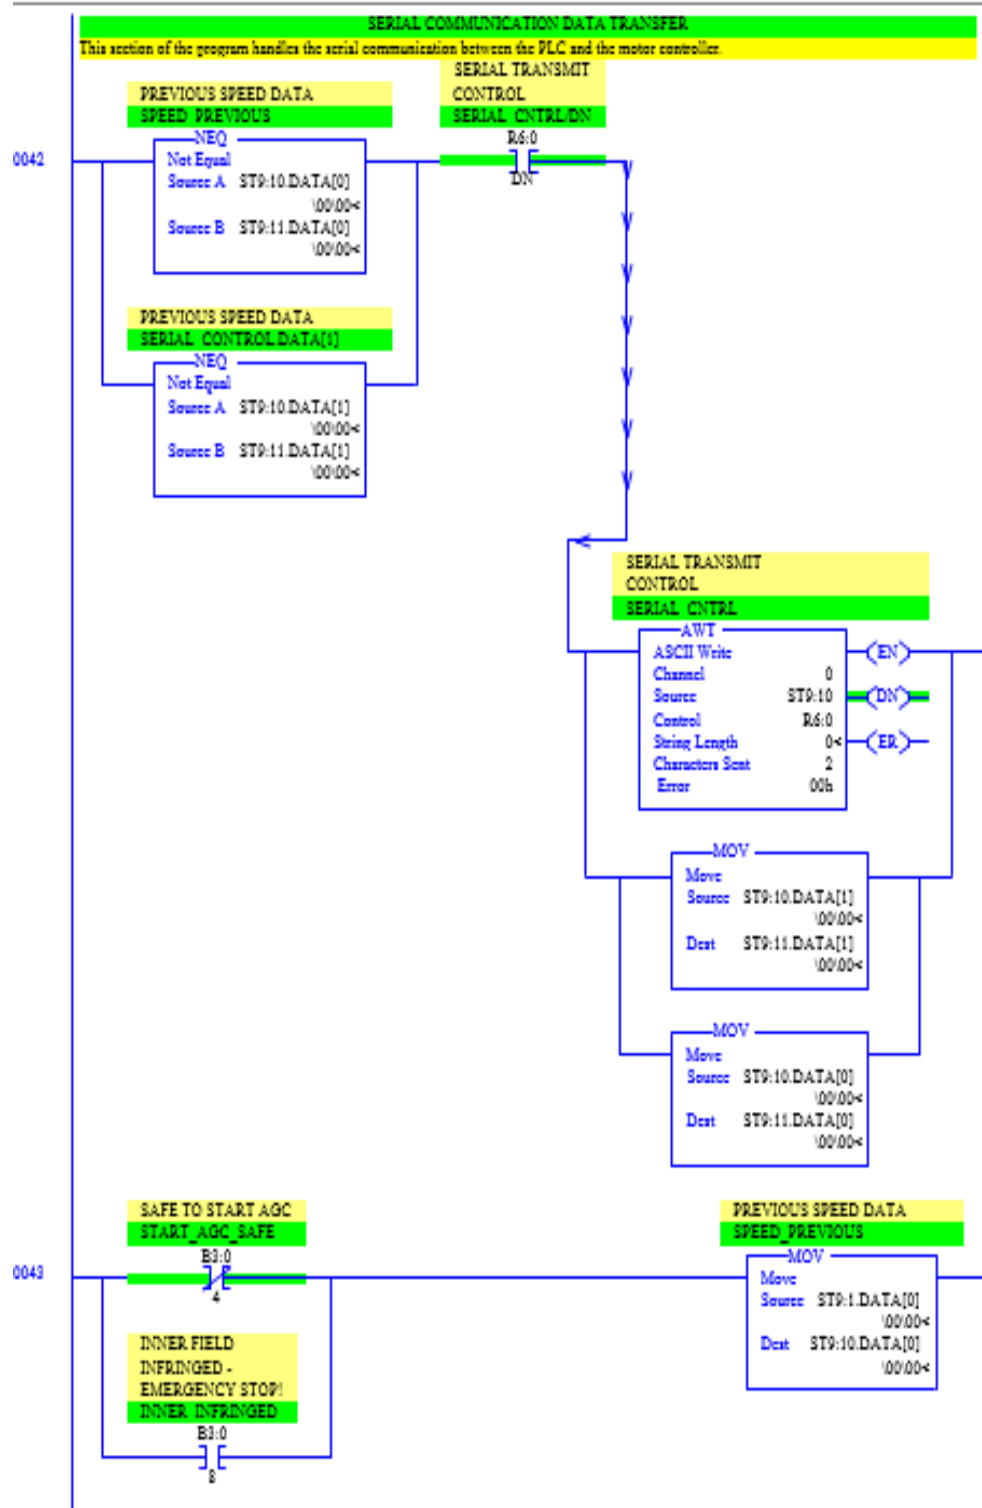 SERIAL COMMUNICATION DATA TRANSFER
This section of the program handles the serial communication between the PLC and the motor controller.
SERIAL TRANSMIT
CONTROL
SERIAL_CNTRL/DN
R6:0
DN
PREVIOUS SPEED DATA
SPEED_PREVIOUS
0042
NEQ
Not Equal
Source A ST9:10.DATA[0]
\00\00<
Source B ST9:11.DATA[0]
\00\00<
PREVIOUS SPEED DATA
SERIAL_CONTROL.DATA[1]
NEQ
Not Equal
Source A ST9:10.DATA[1]
\00\00<
Source B ST9:11.DATA[1]
\00\00<
SERIAL TRANSMIT
CONTROL
SERIAL_CNTRL
AWT
ASCII Write
Channel 0
Source ST9:10
Control R6:0
String Length 0<
Characters Sent 2
Error 00h
EN
DN
ER
MOV
Move
Source ST9:10.DATA[1]
\00\00<
Dest ST9:11.DATA[1]
\00\00<
MOV
Move
Source ST9:10.DATA[0]
\00\00<
Dest ST9:11.DATA[0]
\00\00<
SAFE TO START AGC
START_AGC_SAFE
B3:0
4
0043
INNER FIELD
INFRINGED -
EMERGENCY STOP!
INNER_INFRINGED
B3:0
8
PREVIOUS SPEED DATA
SPEED_PREVIOUS
MOV
Move
Source ST9:1.DATA[0]
\00\00<
Dest ST9:10.DATA[0]
\00\00<